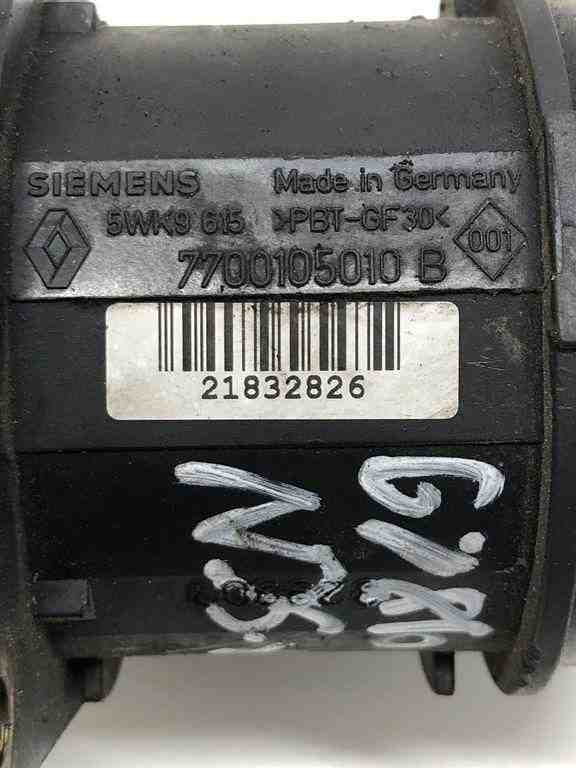 SIEMENS Made in Germany
5WK9 615 >PBT-GF30< 001
7700105010 B
21832826